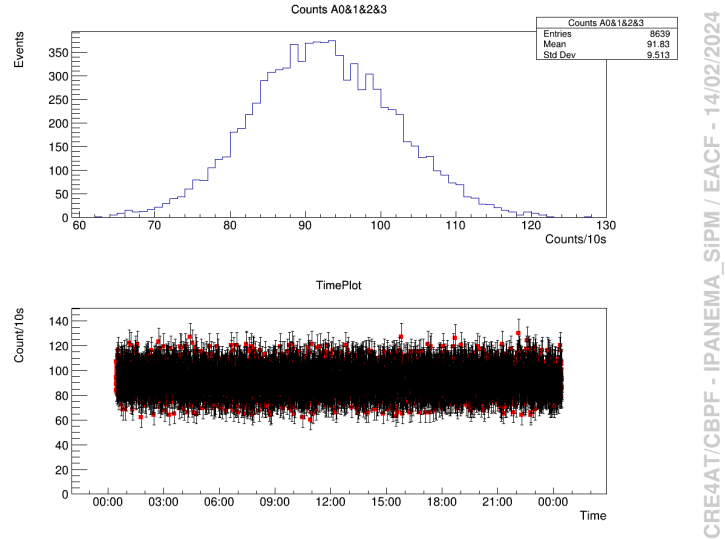 Counts A0&1&2&3
Counts A0&1&2&3
Entries 8639
Mean 91.83
Std Dev 9.513
Events
350
300
250
200
150
100
50
0
60 70 80 90 100 110 120 130
Counts/10s
TimePlot
Count/10s
140
120
100
80
60
40
20
0
00:00 03:00 06:00 09:00 12:00 15:00 18:00 21:00 00:00
Time
CRE4AT/CBPF - IPANEMA_SiPM / EACF - 14/02/2024